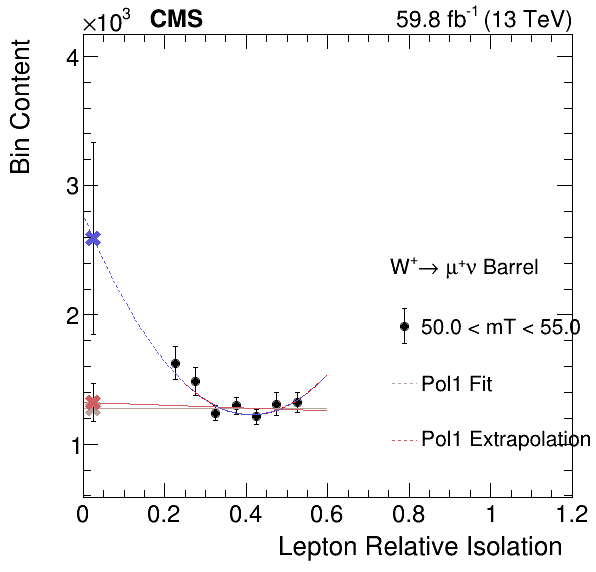 ×10³ CMS 59.8 fb⁻¹ (13 TeV)
Bin Content
4
3
2
1
W⁺→ μ⁺ν Barrel
50.0 < mT < 55.0
Pol1 Fit
Pol1 Extrapolation
0 0.2 0.4 0.6 0.8 1 1.2
Lepton Relative Isolation